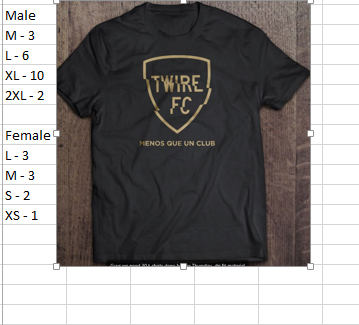 Male
M - 3
L - 6
XL - 10
2XL - 2
Female
L - 3
M - 3
S - 2
XS - 1
TWIRE
FC
MENOS QUE UN CLUB